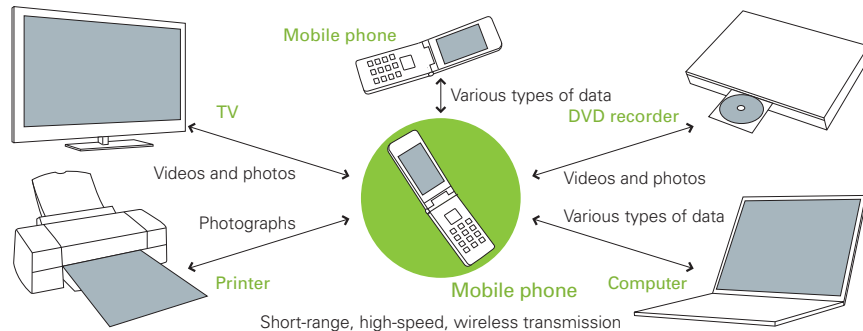 Mobile phone
Various types of data
TV
DVD recorder
Videos and photos
Videos and photos
Photographs
Various types of data
Printer
Mobile phone
Computer
Short-range, high-speed, wireless transmission